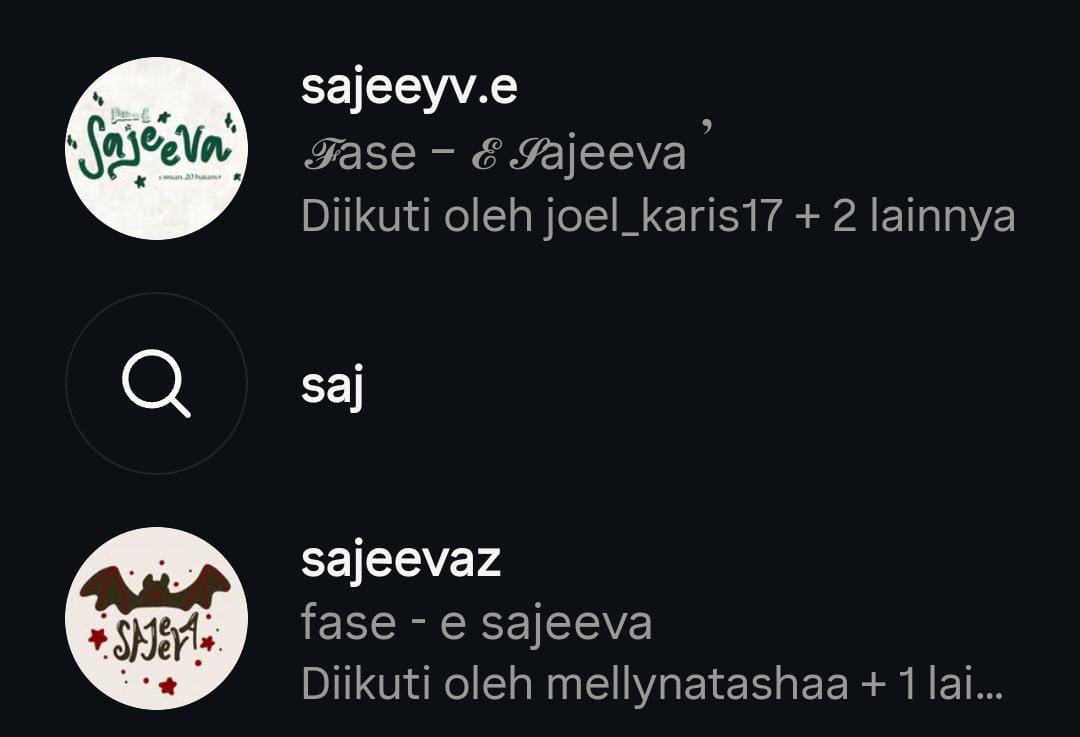 Sajeeva
sman 20 batam
sajeeyv.e
ℱase – ℰ 𝒮ajeeva ’
Diikuti oleh joel_karis17 + 2 lainnya
saj
SAJEEVA
sajeevaz
fase - e sajeeva
Diikuti oleh mellynatashaa + 1 lai...